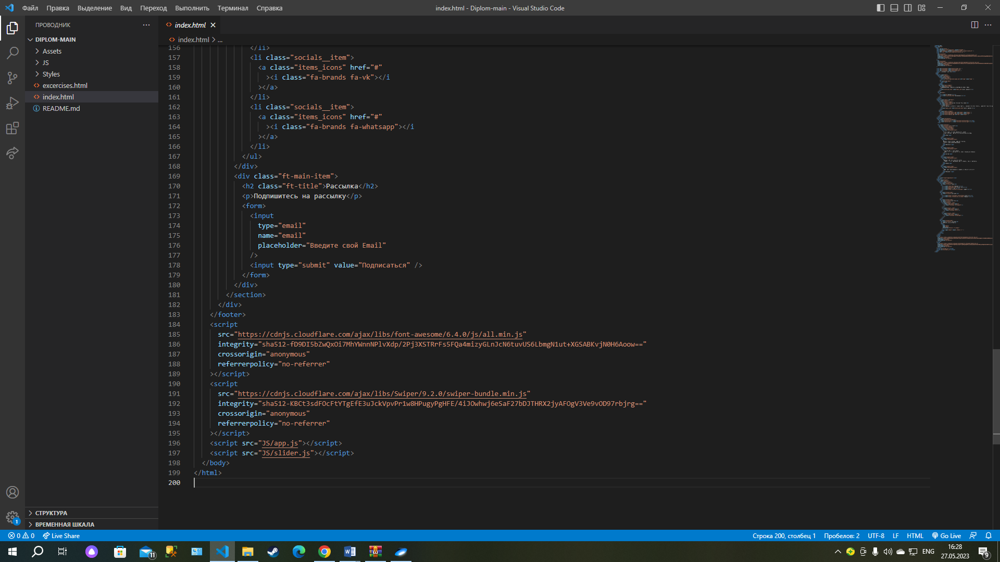 Файл Правка Выделение Вид Переход Выполнить Терминал Справка
index.html - Diplom-main - Visual Studio Code
ПРОВОДНИК
DIPLOM-MAIN
Assets
JS
Styles
excercises.html
index.html
README.md
СТРУКТУРА
ВРЕМЕННАЯ ШКАЛА
index.html
index.html > ...
156 </li>
157 <li class="socials__item">
158 <a class="items_icons" href="#"
159 ><i class="fa-brands fa-vk"></i
160 ></a>
161 </li>
162 <li class="socials__item">
163 <a class="items_icons" href="#"
164 ><i class="fa-brands fa-whatsapp"></i
165 ></a>
166 </li>
167 </ul>
168 </div>
169 <div class="ft-main-item">
170 <h2 class="ft-title">Рассылка</h2>
171 <p>Подпишитесь на рассылку</p>
172 <form>
173 <input
174 type="email"
175 name="email"
176 placeholder="Введите свой Email"
177 />
178 <input type="submit" value="Подписаться" />
179 </form>
180 </div>
181 </section>
182 </div>
183 </footer>
184 <script
185 src="https://cdnjs.cloudflare.com/ajax/libs/font-awesome/6.4.0/js/all.min.js"
186 integrity="sha512-fD9DI5bZwQxOi7MhYWnnNPlvXdp/2Pj3XSTRrFs5FQa4mizyGLnJcN6tuvUS6LbmgN1ut+XGSABKvjN0H6Aoow=="
187 crossorigin="anonymous"
188 referrerpolicy="no-referrer"
189 ></script>
190 <script
191 src="https://cdnjs.cloudflare.com/ajax/libs/Swiper/9.2.0/swiper-bundle.min.js"
192 integrity="sha512-KBCt3sdFOcFtYTgEfE3uJckVpvPr1w8HPugyPgHFE/4iJOwhwj6eSaF27bDJTHRX2jyAFOgV3Ve9vOD97rbjrg=="
193 crossorigin="anonymous"
194 referrerpolicy="no-referrer"
195 ></script>
196 <script src="JS/app.js"></script>
197 <script src="JS/slider.js"></script>
198 </body>
199 </html>
200
1
0 0 Live Share
Строка 200, столбец 1 Пробелов: 2 UTF-8 LF HTML Go Live
11
ENG
16:28
27.05.2023
9